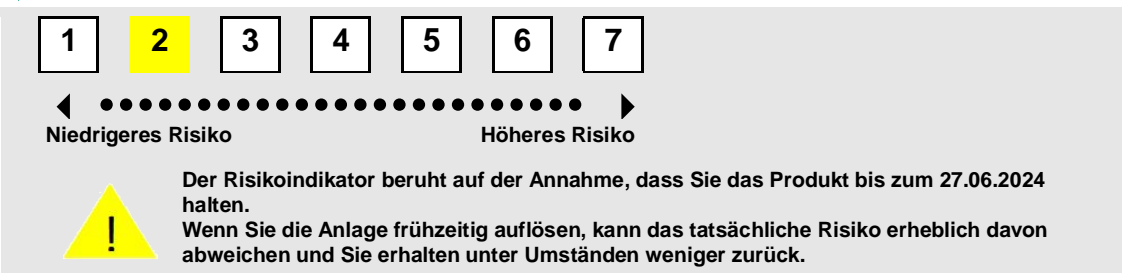 1 2 3 4 5 6 7
Niedrigeres Risiko Höheres Risiko
Der Risikoindikator beruht auf der Annahme, dass Sie das Produkt bis zum 27.06.2024
halten.
Wenn Sie die Anlage frühzeitig auflösen, kann das tatsächliche Risiko erheblich davon
abweichen und Sie erhalten unter Umständen weniger zurück.
!